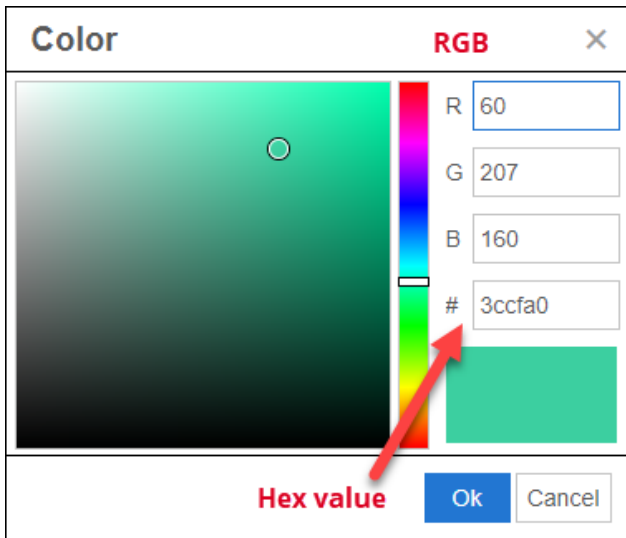 Color RGB ×
R 60
G 207
B 160
# 3ccfa0
Hex value Ok Cancel